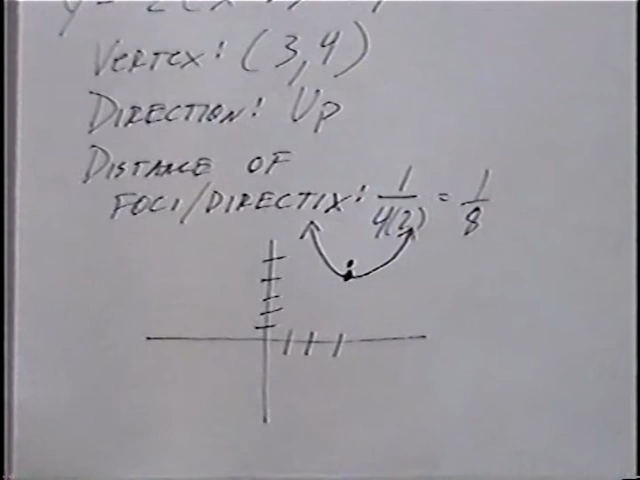 Vertex: (3,4)
Direction: Up
Distance of
Foci/Directix: 1/4(2) = 1/8